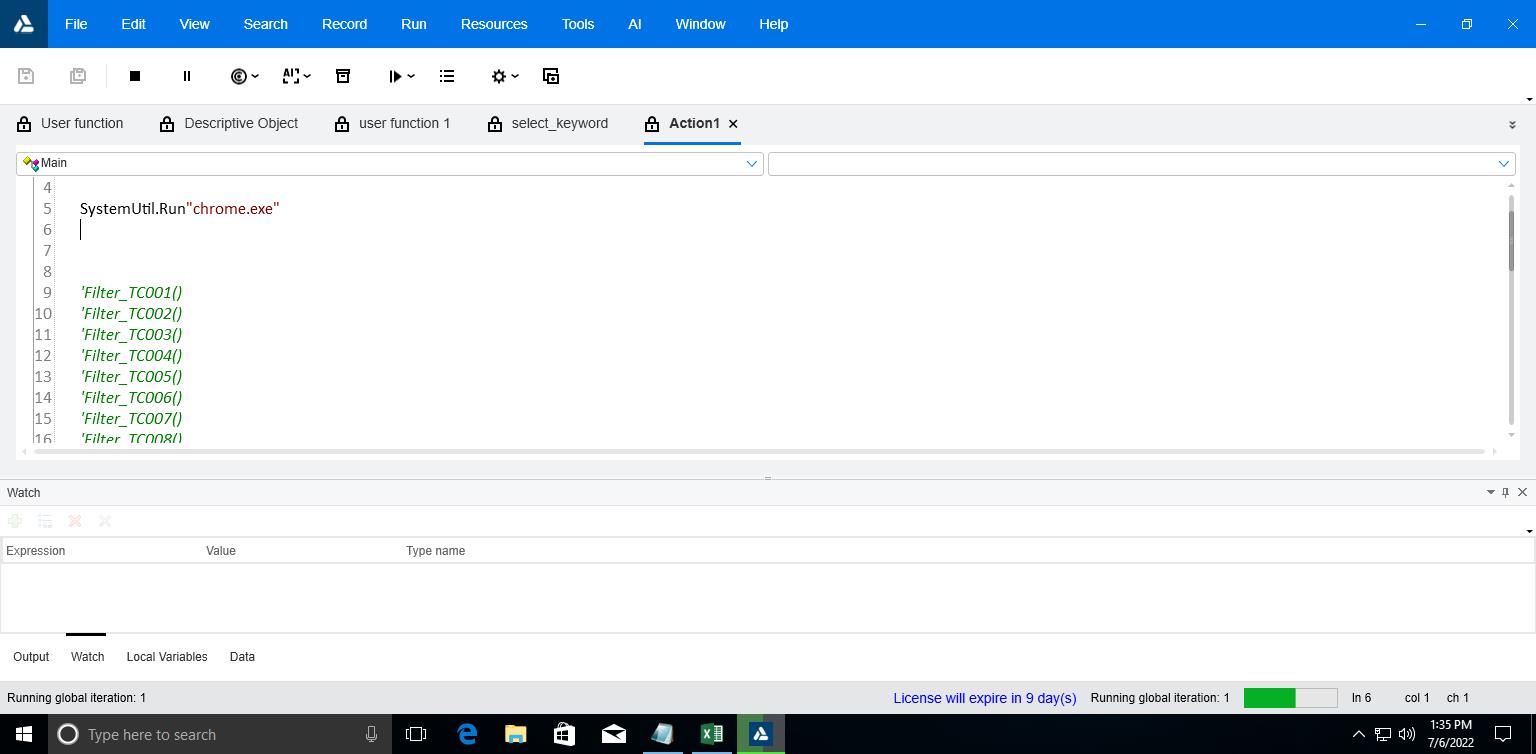 File Edit View Search Record Run Resources Tools AI Window Help
User function Descriptive Object user function 1 select_keyword Action1
Main
4
5 SystemUtil.Run"chrome.exe"
6
7
8
9 'Filter_TC001()
10 'Filter_TC002()
11 'Filter_TC003()
12 'Filter_TC004()
13 'Filter_TC005()
14 'Filter_TC006()
15 'Filter_TC007()
16 'Filter_TC008()
Watch
Expression Value Type name
Output Watch Local Variables Data
Running global iteration: 1 License will expire in 9 day(s) Running global iteration: 1 ln 6 col 1 ch 1
Type here to search
1:35 PM
7/6/2022